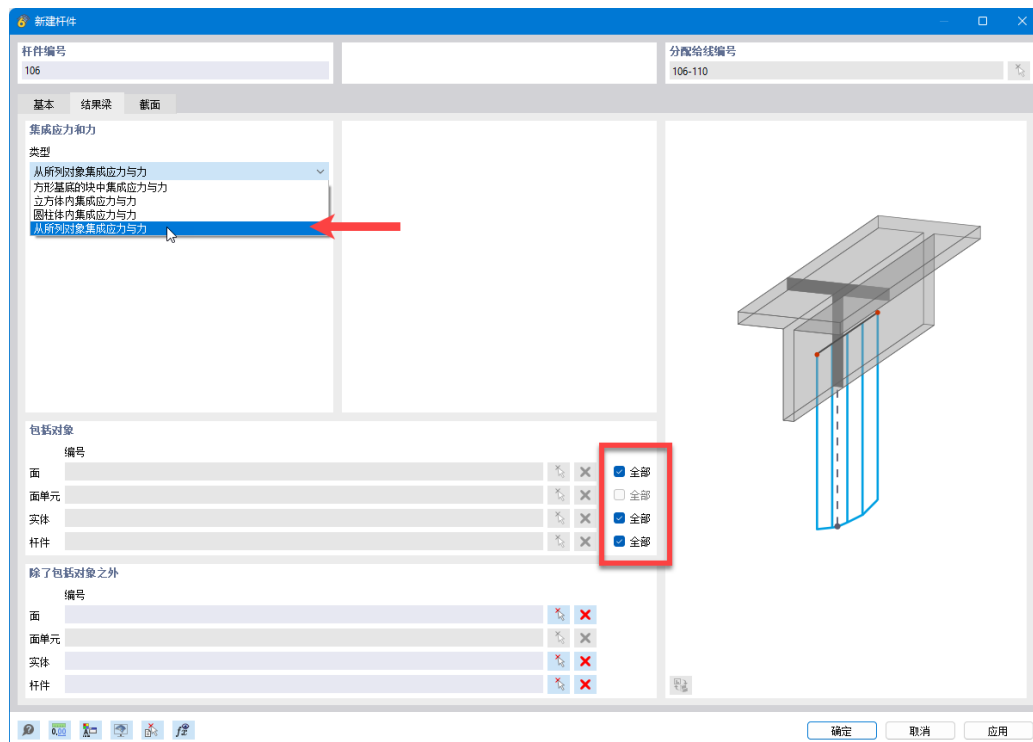 新建杆件
杆件编号
106
分配给线编号
106-110
基本 结果梁 截面
集成应力和力
类型
从所列对象集成应力与力
方形基底的块中集成应力与力
立方体内集成应力与力
圆柱体内集成应力与力
从所列对象集成应力与力
包括对象
编号
面 全部
面单元 全部
实体 全部
杆件 全部
除了包括对象之外
编号
面
面单元
实体
杆件
确定 取消 应用